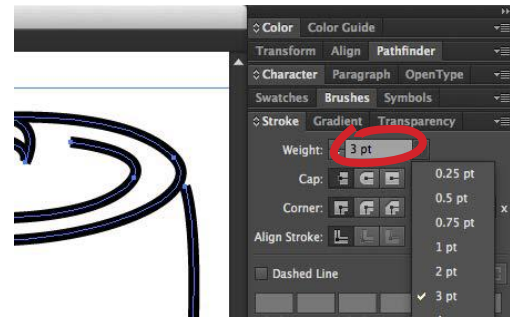 Color Color Guide
Transform Align Pathfinder
Character Paragraph OpenType
Swatches Brushes Symbols
Stroke Gradient Transparency
Weight: 3 pt
Cap: 0.25 pt
0.5 pt
Corner: x
0.75 pt
Align Stroke: 1 pt
Dashed Line 2 pt
✓ 3 pt